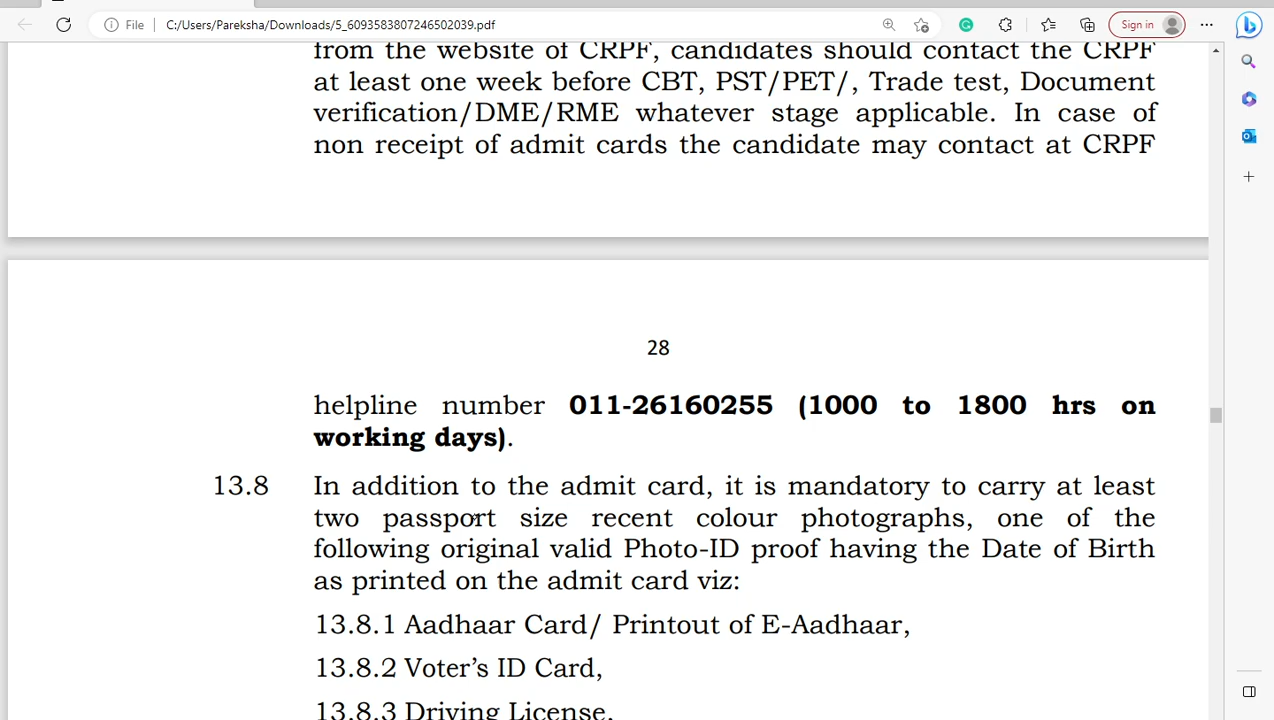 File
C:/Users/Pareksha/Downloads/5_6093583807246502039.pdf
Sign in
from the website of CRPF, candidates should contact the CRPF
at least one week before CBT, PST/PET/, Trade test, Document
verification/DME/RME whatever stage applicable. In case of
non receipt of admit cards the candidate may contact at CRPF
28
helpline number 011-26160255 (1000 to 1800 hrs on
working days).
13.8 In addition to the admit card, it is mandatory to carry at least
two passport size recent colour photographs, one of the
following original valid Photo-ID proof having the Date of Birth
as printed on the admit card viz:
13.8.1 Aadhaar Card/ Printout of E-Aadhaar,
13.8.2 Voter's ID Card,
13.8.3 Driving License,